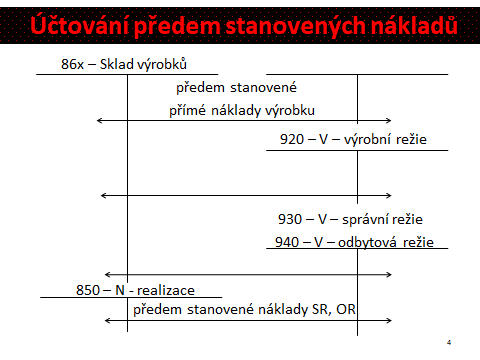 Účtování předem stanovených nákladů
86x – Sklad výrobků
předem stanovené
přímé náklady výrobku
920 – V – výrobní režie
930 – V – správní režie
940 – V – odbytová režie
850 – N - realizace
předem stanovené náklady SR, OR
4